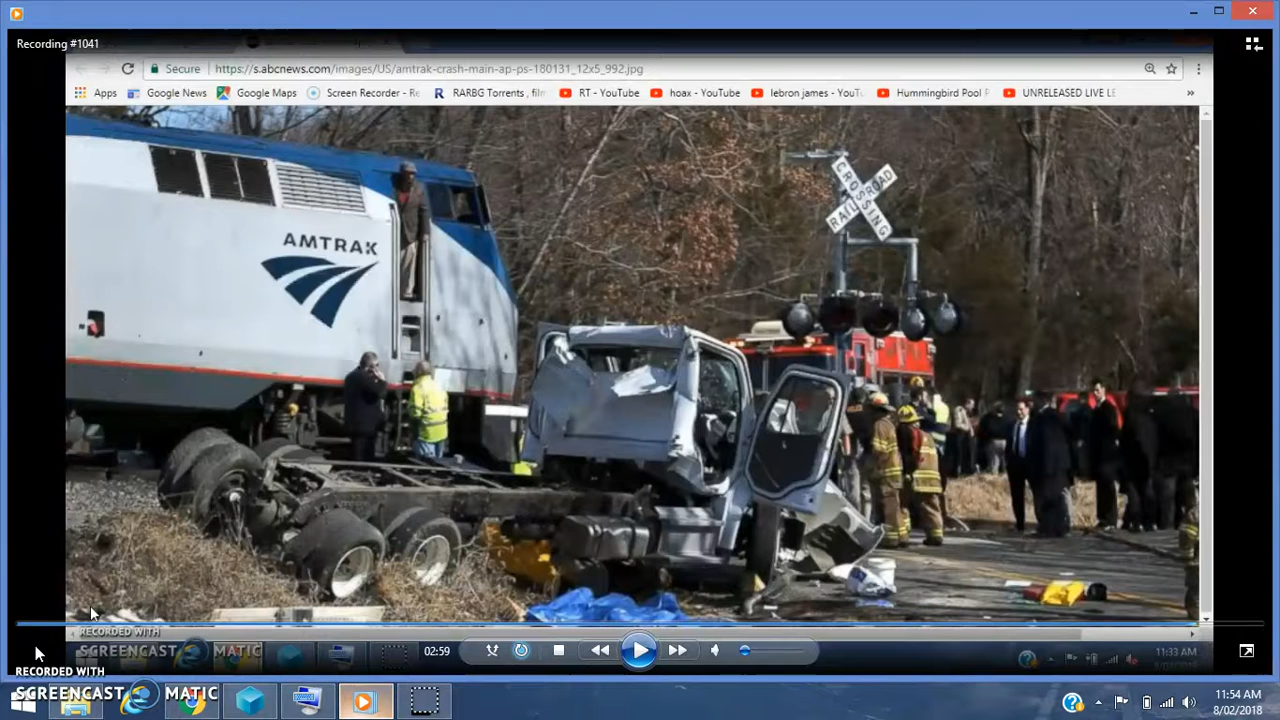 Recording #1041
Secure https://s.abcnews.com/images/US/amtrak-crash-main-ap-ps-180131_12x5_992.jpg
Apps Google News Google Maps Screen Recorder - Re RARBG Torrents , film RT - YouTube hoax - YouTube lebron james - YouTu Hummingbird Pool P UNRELEASED LIVE LE »
RAILROAD
CROSSING
AMTRAK
RECORDED WITH
SCREENCAST MATIC
02:59
11:33 AM
RECORDED WITH
SCREENCAST MATIC
11:54 AM
8/02/2018